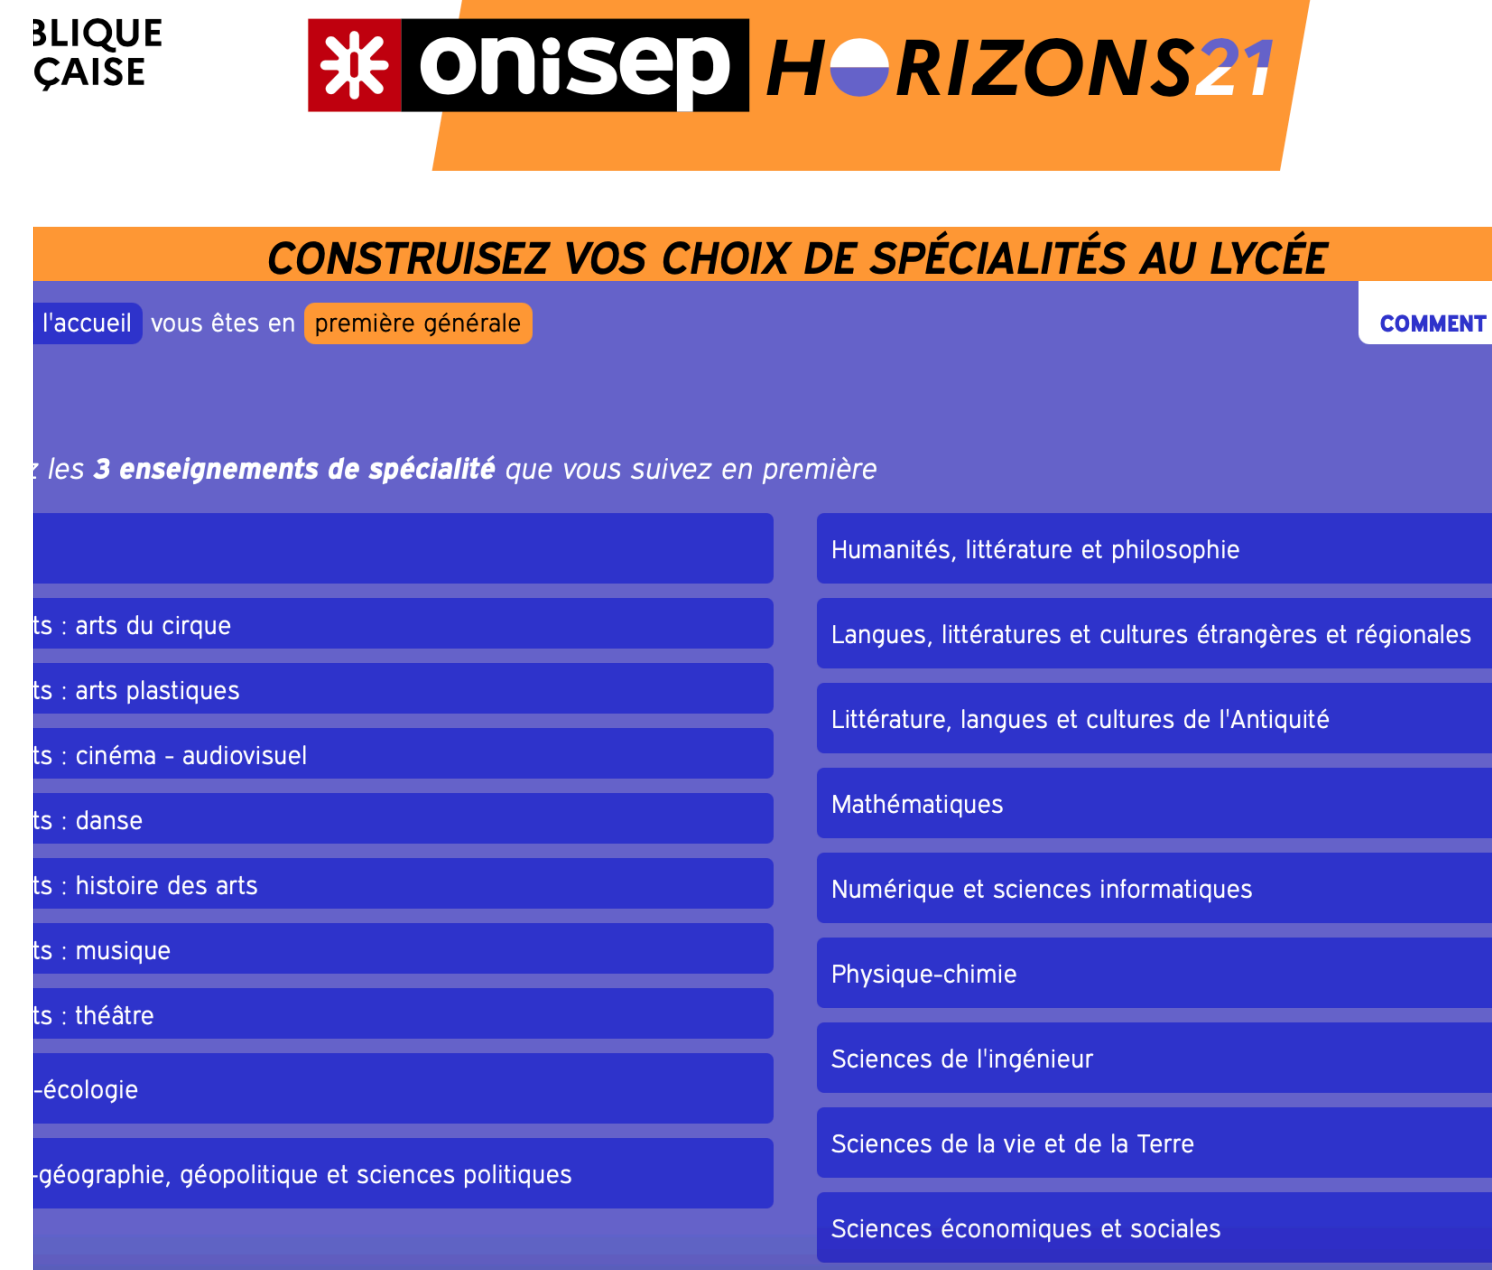 BLIQUE
ÇAISE
onisep
HORIZONS21
CONSTRUISEZ VOS CHOIX DE SPÉCIALITÉS AU LYCÉE
l'accueil vous êtes en première générale
COMMENT
les 3 enseignements de spécialité que vous suivez en première
ts : arts du cirque
ts : arts plastiques
ts : cinéma - audiovisuel
ts : danse
ts : histoire des arts
ts : musique
ts : théâtre
-écologie
-géographie, géopolitique et sciences politiques
Humanités, littérature et philosophie
Langues, littératures et cultures étrangères et régionales
Littérature, langues et cultures de l'Antiquité
Mathématiques
Numérique et sciences informatiques
Physique-chimie
Sciences de l'ingénieur
Sciences de la vie et de la Terre
Sciences économiques et sociales